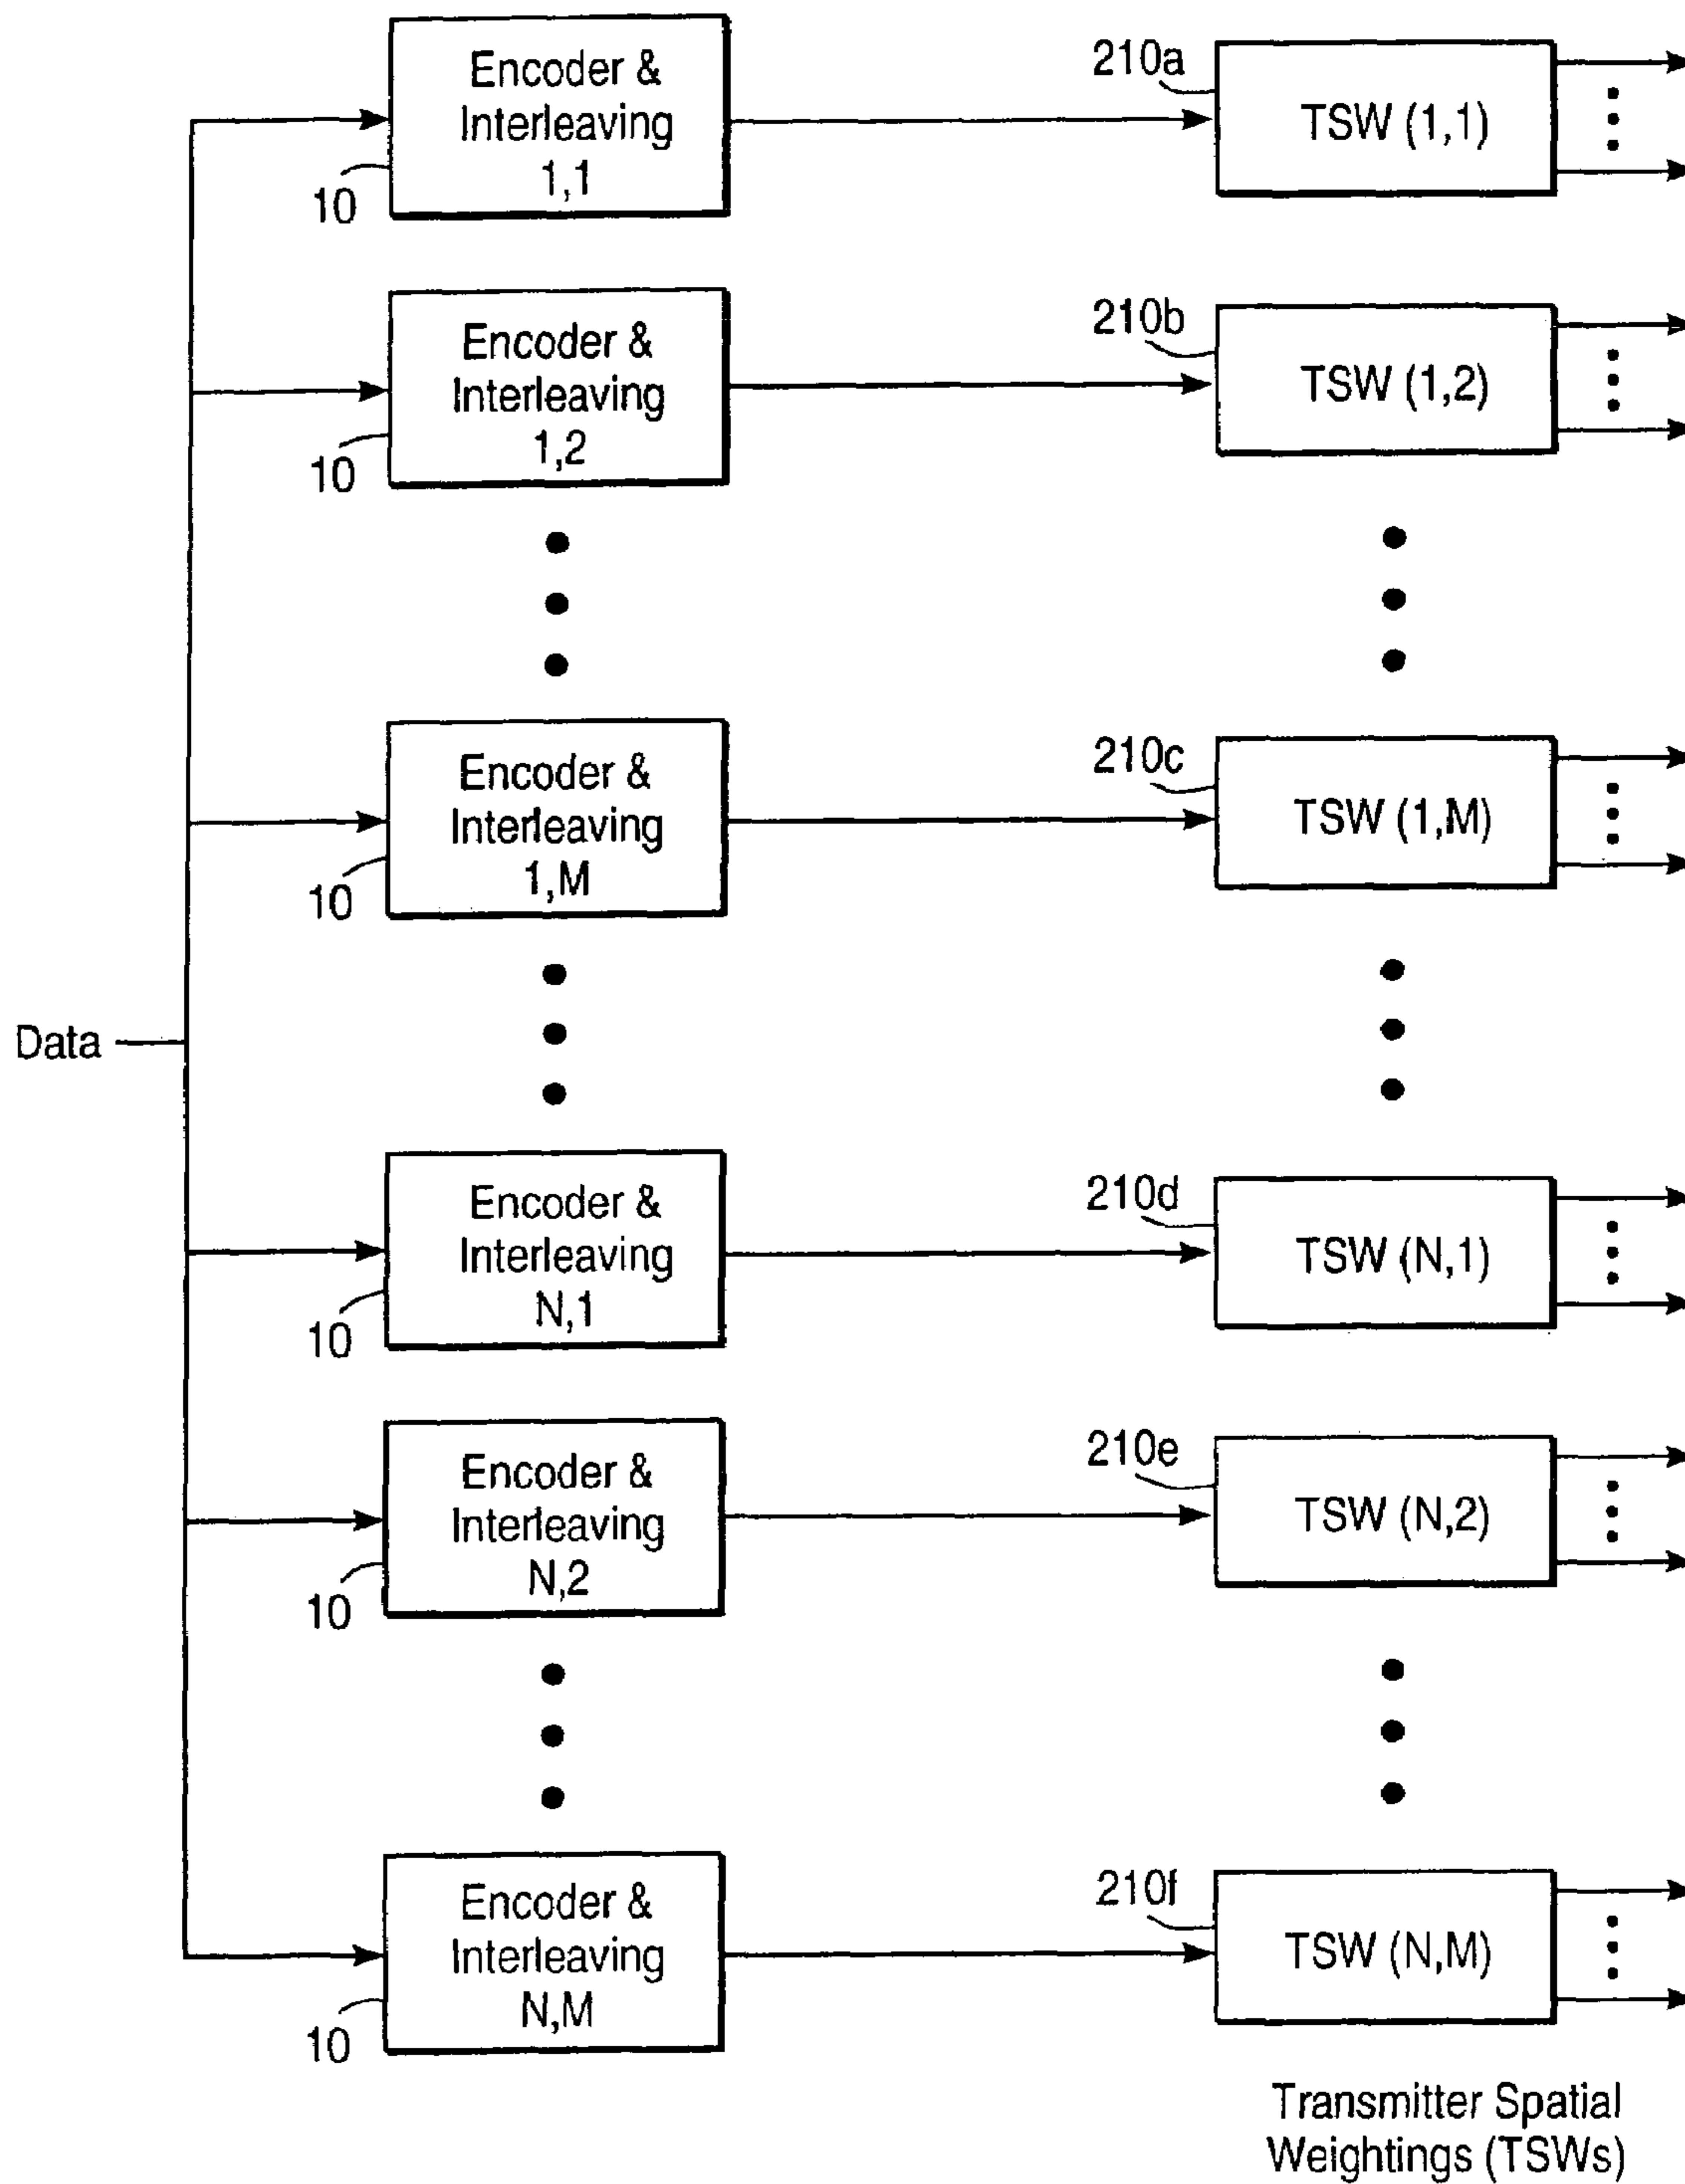 Encoder &
Interleaving
1,1
10
210a
TSW (1,1)
Encoder &
Interleaving
1,2
10
210b
TSW (1,2)
Encoder &
Interleaving
1,M
10
210c
TSW (1,M)
Data
Encoder &
Interleaving
N,1
10
210d
TSW (N,1)
Encoder &
Interleaving
N,2
10
210e
TSW (N,2)
Encoder &
Interleaving
N,M
10
210f
TSW (N,M)
Transmitter Spatial
Weightings (TSWs)